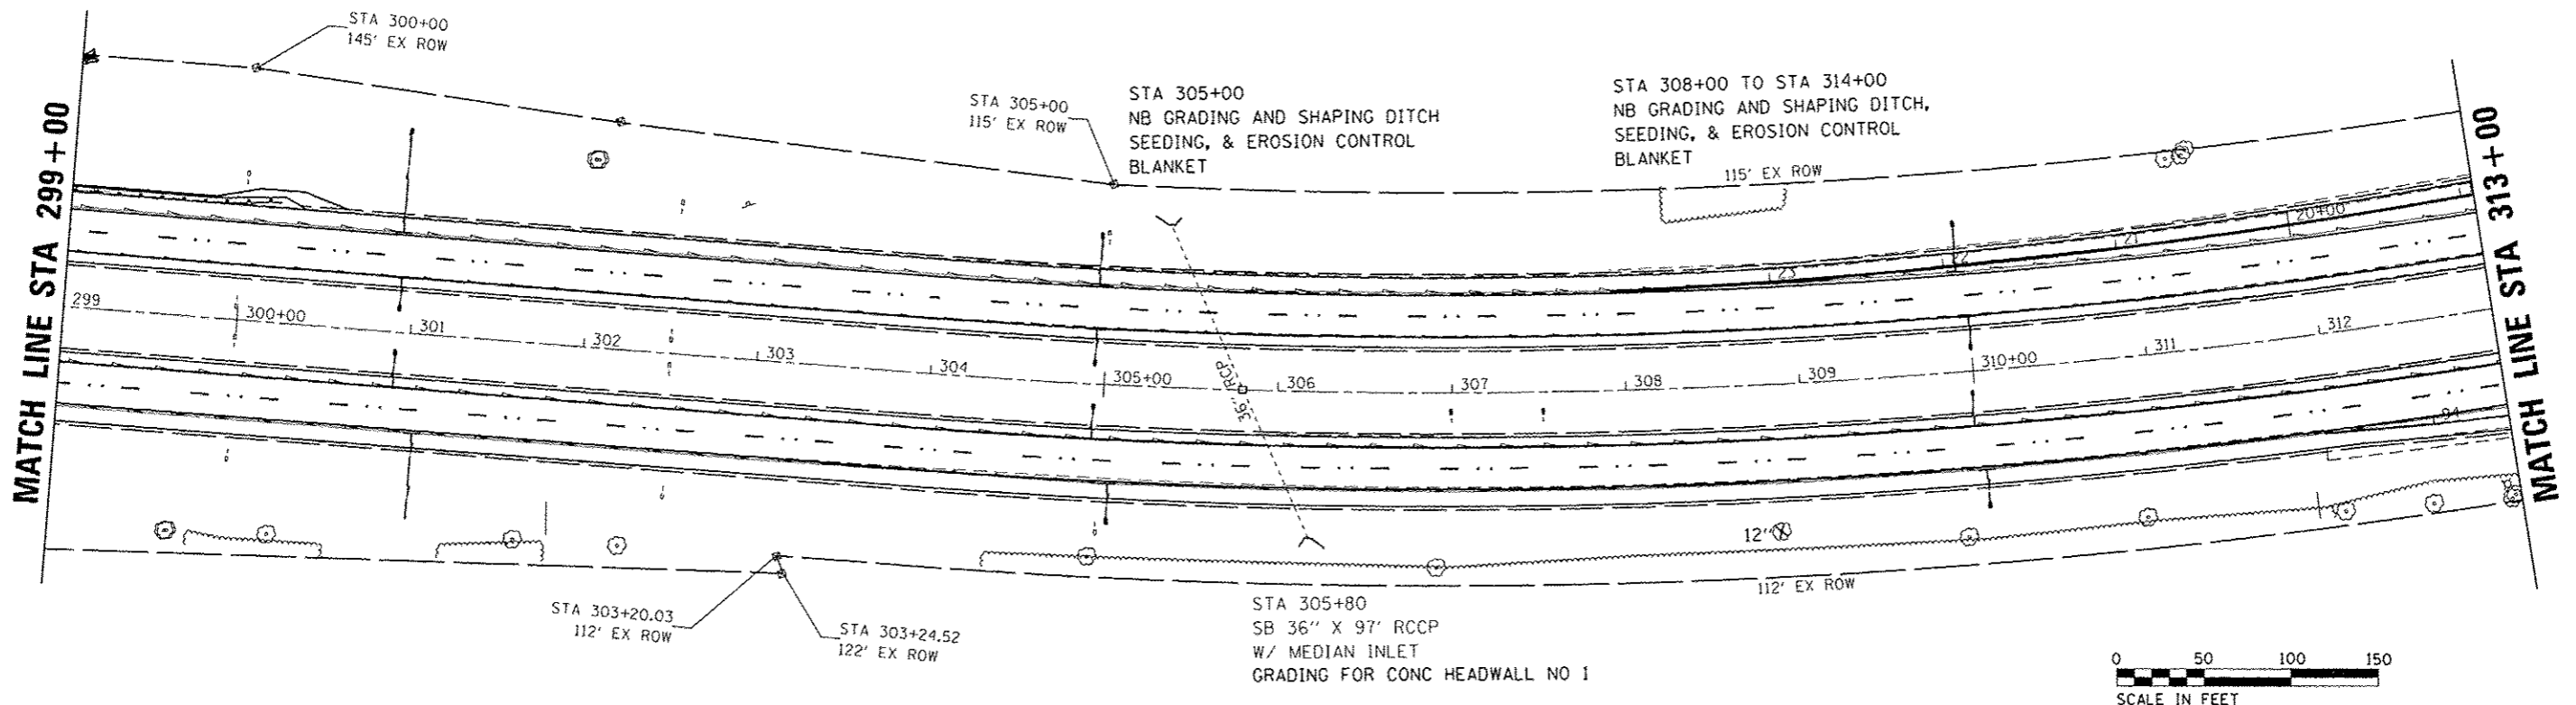 STA 300+00
145' EX ROW
MATCH LINE STA 299+00
STA 305+00
115' EX ROW
STA 305+00
NB GRADING AND SHAPING DITCH
SEEDING, & EROSION CONTROL
BLANKET
STA 308+00 TO STA 314+00
NB GRADING AND SHAPING DITCH,
SEEDING, & EROSION CONTROL
BLANKET
115' EX ROW
MATCH LINE STA 313+00
20+00
21
22
23
299
300+00
301
302
303
304
305+00
306
307
308
309
310+00
311
312
36" RCP
94
12"
112' EX ROW
STA 303+20.03
112' EX ROW
STA 303+24.52
122' EX ROW
STA 305+80
SB 36" X 97' RCCP
W/ MEDIAN INLET
GRADING FOR CONC HEADWALL NO 1
0 50 100 150
SCALE IN FEET